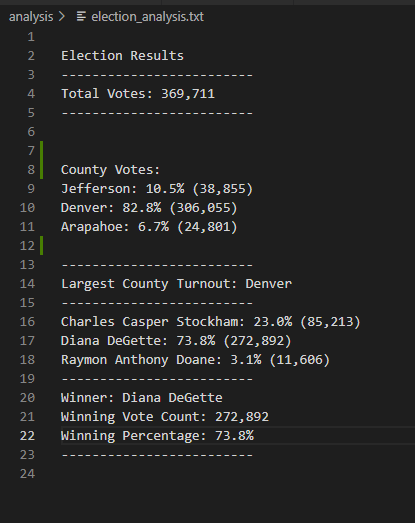 analysis > election_analysis.txt
1
2 Election Results
3 -------------------------
4 Total Votes: 369,711
5 -------------------------
6
7
8 County Votes:
9 Jefferson: 10.5% (38,855)
10 Denver: 82.8% (306,055)
11 Arapahoe: 6.7% (24,801)
12
13 -------------------------
14 Largest County Turnout: Denver
15 -------------------------
16 Charles Casper Stockham: 23.0% (85,213)
17 Diana DeGette: 73.8% (272,892)
18 Raymon Anthony Doane: 3.1% (11,606)
19 -------------------------
20 Winner: Diana DeGette
21 Winning Vote Count: 272,892
22 Winning Percentage: 73.8%
23 -------------------------
24